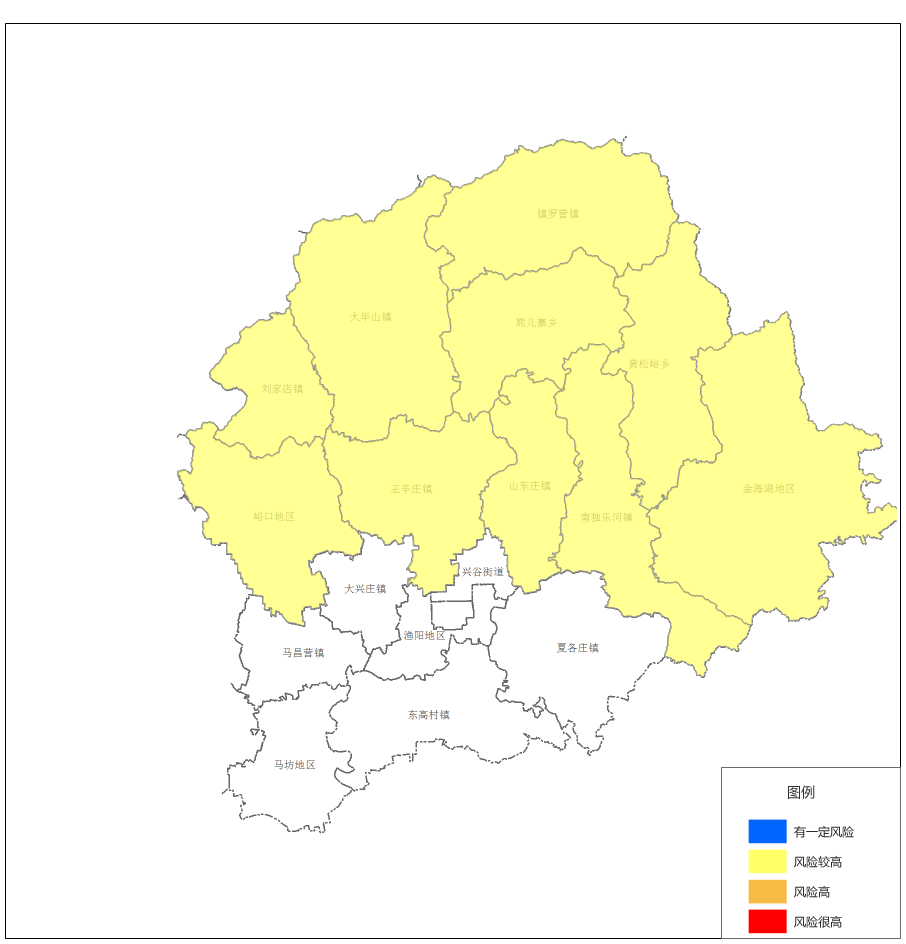 镇罗营镇
大华山镇
熊儿寨乡
黄松峪乡
刘家店镇
王辛庄镇
山东庄镇
金海湖地区
峪口地区
南独乐河镇
兴谷街道
大兴庄镇
渔阳地区
夏各庄镇
马昌营镇
东高村镇
马坊地区
图例
有一定风险
风险较高
风险高
风险很高